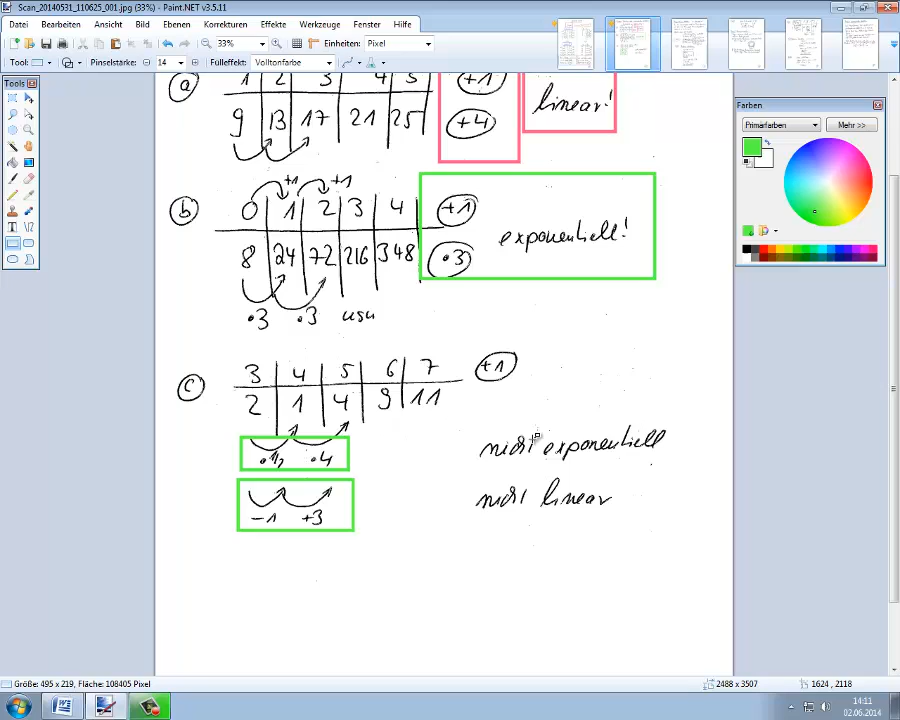 Scan_20140531_110625_001.jpg (33%) - Paint.NET v3.5.11
Datei Bearbeiten Ansicht Bild Ebenen Korrekturen Effekte Werkzeuge Fenster Hilfe
33% Einheiten: Pixel
Tool: Pinselstärke: 14 Fülleffekt: Volltonfarbe
Tools
Farben
Primärfarben Mehr >>
a 1 2 3 4 5 +1
9 13 17 21 25 +4
linear!
+1 +1
b 0 1 2 3 4 +1
8 24 72 216 348 •3
exponentiell!
•3 •3 usw
c 3 4 5 6 7 +1
2 1 4 9 11
•1/2 •4
nicht exponentiell
-1 +3
nicht linear
Größe: 495 x 219, Fläche: 108405 Pixel 2488 x 3507 1624, 2118
14:11
02.06.2014